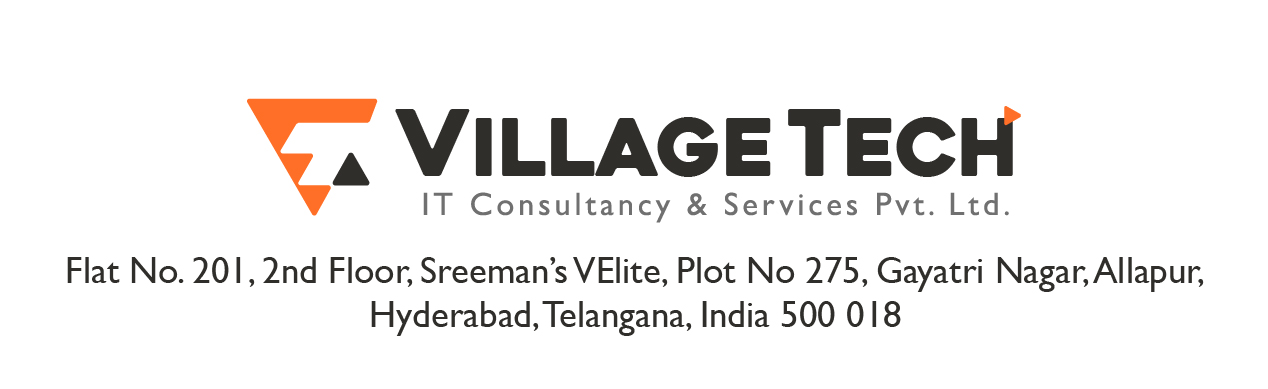 VILLAGE TECH
IT Consultancy & Services Pvt. Ltd.
Flat No. 201, 2nd Floor, Sreeman’s VElite, Plot No 275, Gayatri Nagar, Allapur,
Hyderabad, Telangana, India 500 018